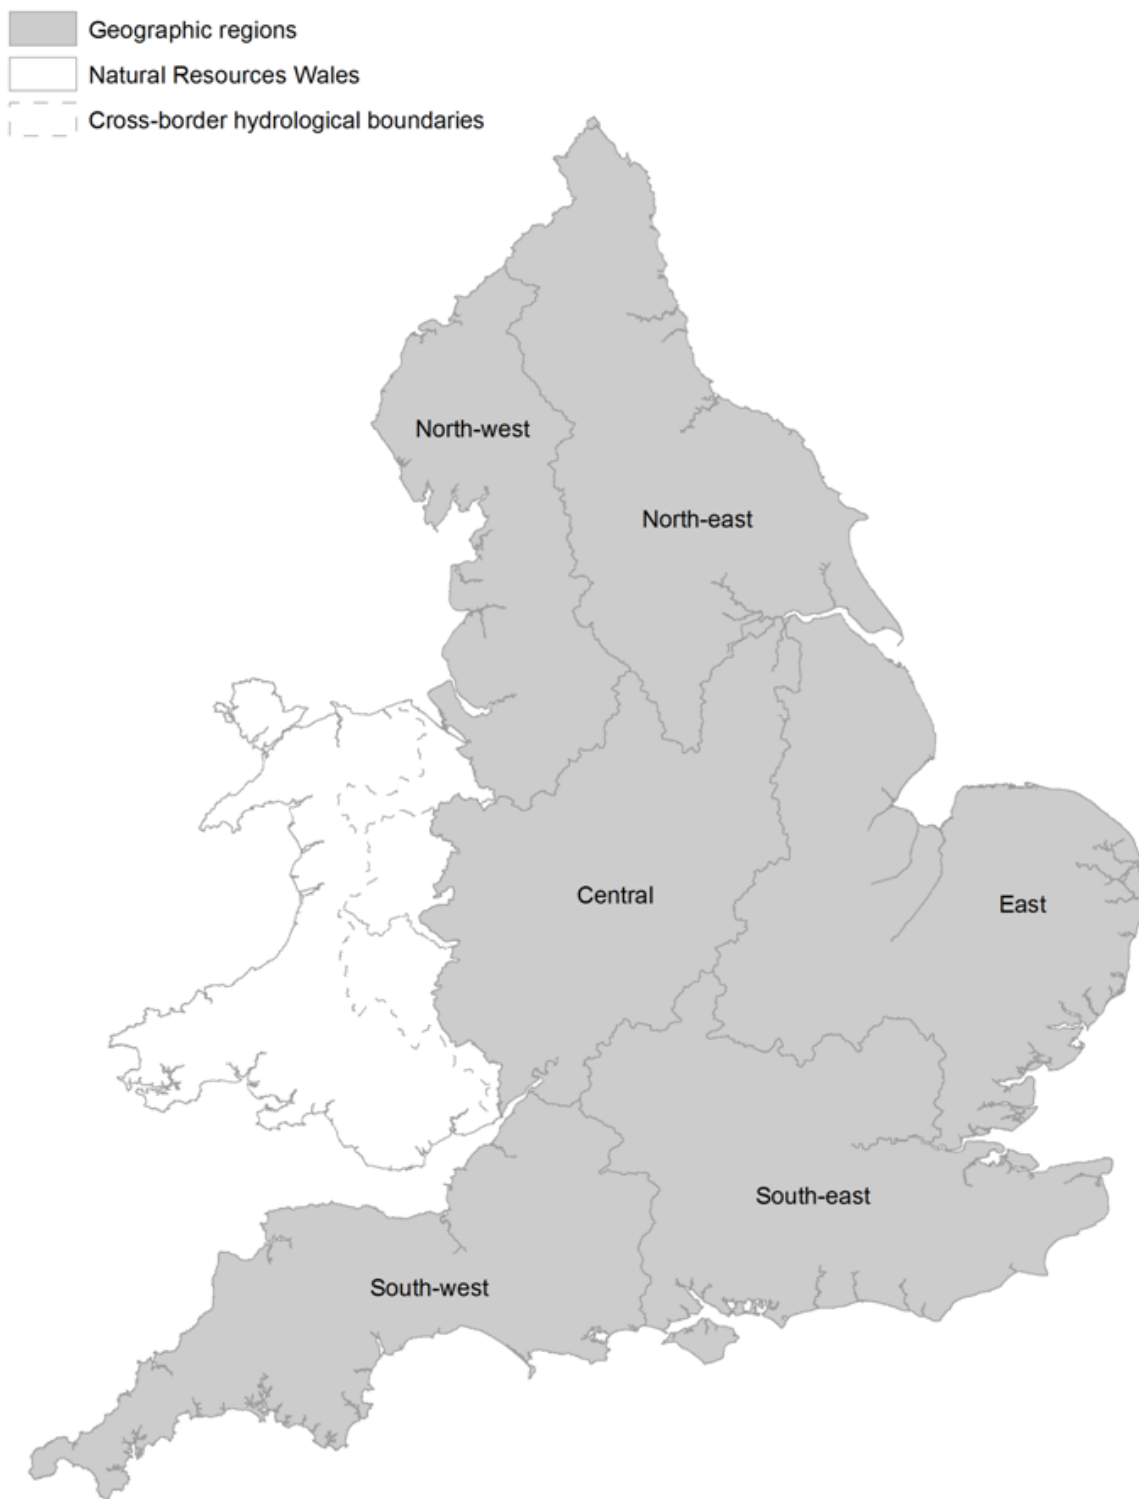 Geographic regions
Natural Resources Wales
Cross-border hydrological boundaries
North-west
North-east
Central
East
South-east
South-west